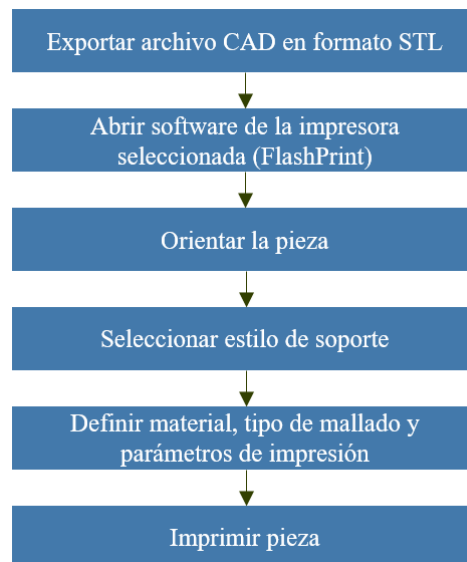 Exportar archivo CAD en formato STL
Abrir software de la impresora
seleccionada (FlashPrint)
Orientar la pieza
Seleccionar estilo de soporte
Definir material, tipo de mallado y
parámetros de impresión
Imprimir pieza